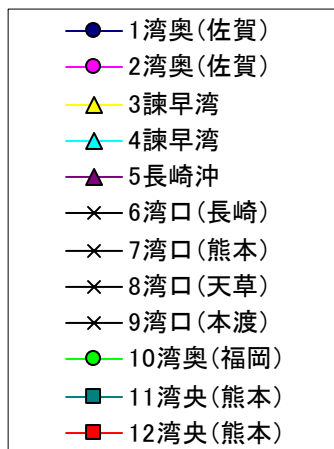 1湾奥(佐賀)
2湾奥(佐賀)
3諫早湾
4諫早湾
5長崎沖
6湾口(長崎)
7湾口(熊本)
8湾口(天草)
9湾口(本渡)
10湾奥(福岡)
11湾央(熊本)
12湾央(熊本)